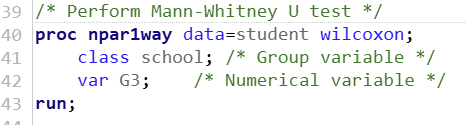 39 /* Perform Mann-Whitney U test */
40 proc npar1way data=student wilcoxon;
41     class school; /* Group variable */
42     var G3;     /* Numerical variable */
43 run;
44